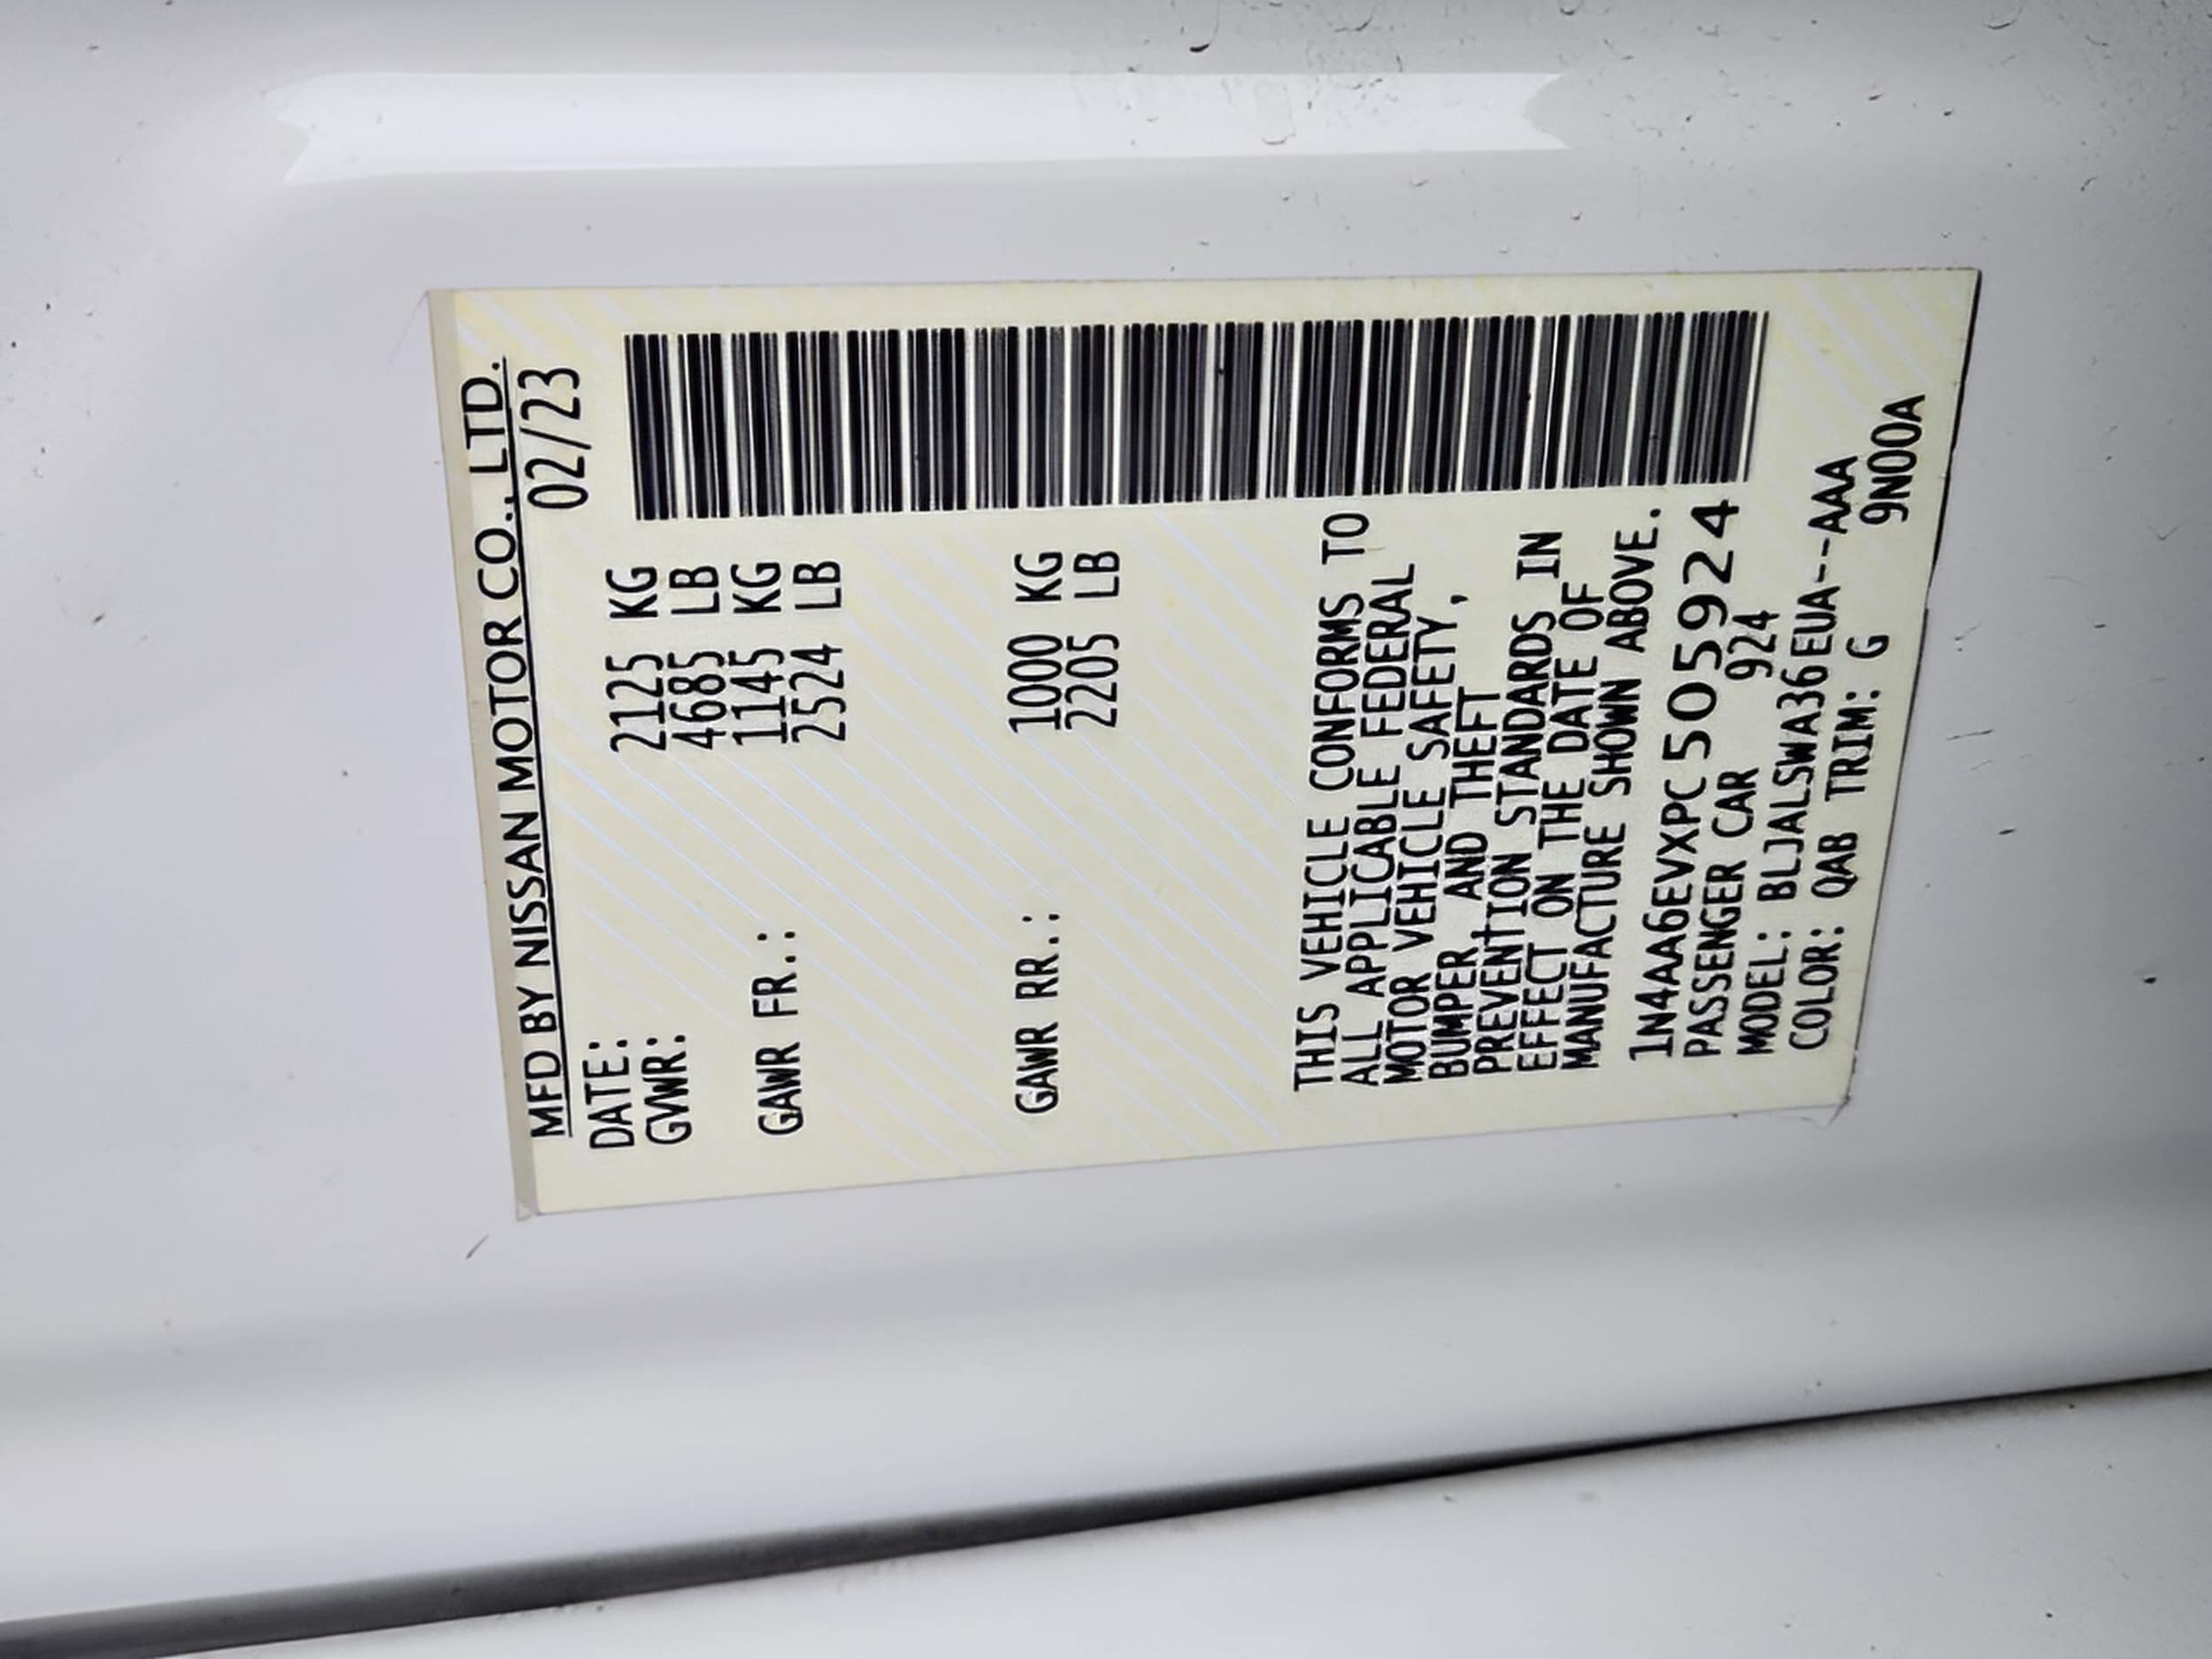 MFD BY NISSAN MOTOR CO., LTD.
DATE: 02/23
GVWR: 2125 KG
4685 LB
GAWR FR.: 1145 KG
2524 LB
GAWR RR.: 1000 KG
2205 LB
THIS VEHICLE CONFORMS TO
ALL APPLICABLE FEDERAL
MOTOR VEHICLE SAFETY,
BUMPER, AND THEFT
PREVENTION STANDARDS IN
EFFECT ON THE DATE OF
MANUFACTURE SHOWN ABOVE.
1N4AA6EVXPC505924
PASSENGER CAR 924
MODEL: BLJALSWA36EUA--AAA
COLOR: QAB TRIM: G 9N00A